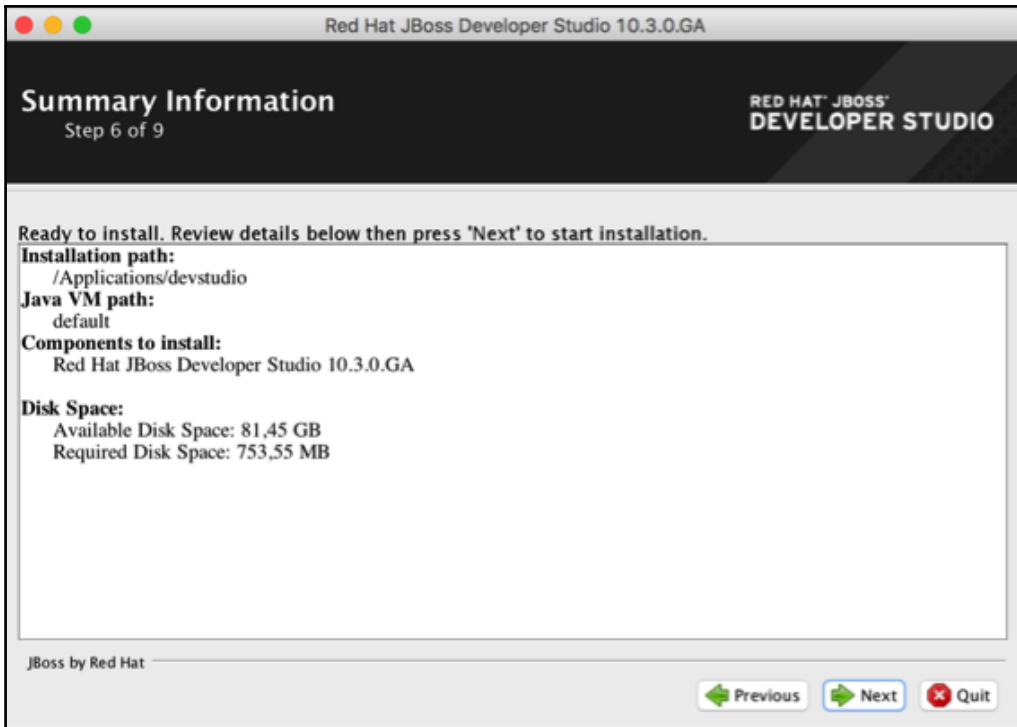 Red Hat JBoss Developer Studio 10.3.0.GA
Summary Information
Step 6 of 9
RED HAT® JBOSS®
DEVELOPER STUDIO
Ready to install. Review details below then press 'Next' to start installation.
Installation path:
/Applications/devstudio
Java VM path:
default
Components to install:
Red Hat JBoss Developer Studio 10.3.0.GA
Disk Space:
Available Disk Space: 81,45 GB
Required Disk Space: 753,55 MB
JBoss by Red Hat
Previous Next Quit